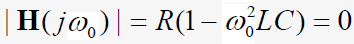 | H(jω₀) | = R(1 − ω₀²LC) = 0